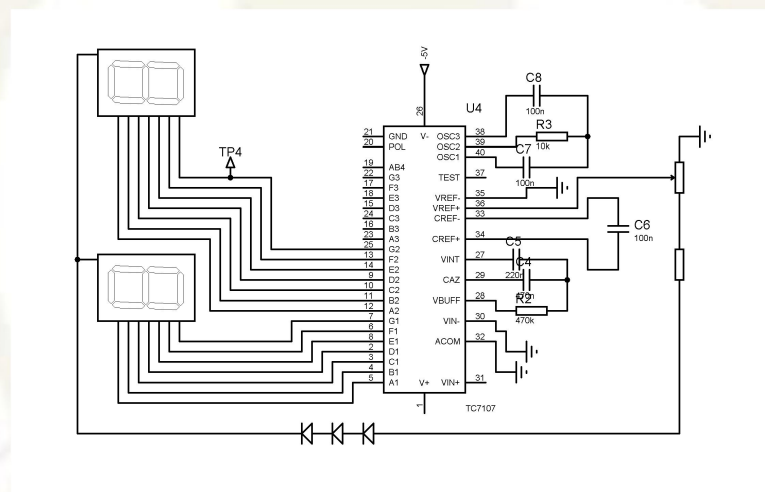 -5V
C8
U4
26
100n
21 GND V- OSC3 38
R3
20 POL OSC2 39
10k
OSC1 40
C7
TP4
100n
19 AB4
22 G3 TEST 37
17 F3
18 E3 VREF- 35
15 D3 VREF+ 36
24 C3 CREF- 33
16 B3
C6
23 A3 CREF+ 34
100n
25 G2
C5
13 F2 VINT 27
C4
14 E2
220n
9 D2 CAZ 29
10 C2
470n
R2
11 B2 VBUFF 28
12 A2
470k
7 G1 VIN- 30
6 F1
8 E1 ACOM 32
2 D1
3 C1
4 B1
5 A1 V+ VIN+ 31
1
TC7107